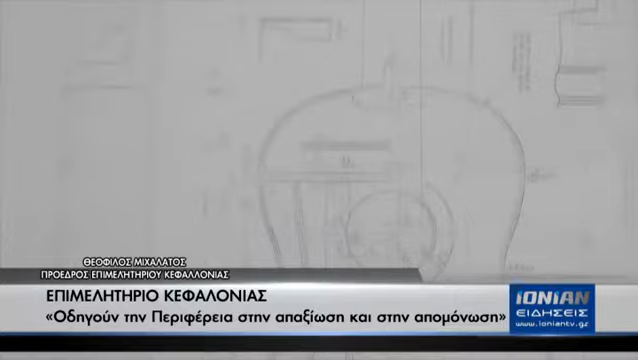 ΘΕΟΦΙΛΟΣ ΜΙΧΑΛΑΤΟΣ
ΠΡΟΕΔΡΟΣ ΕΠΙΜΕΛΗΤΗΡΙΟΥ ΚΕΦΑΛΛΟΝΙΑΣ
ΕΠΙΜΕΛΗΤΗΡΙΟ ΚΕΦΑΛΟΝΙΑΣ
«Οδηγούν την Περιφέρεια στην απαξίωση και στην απομόνωση»
IONIAN
ΕΙΔΗΣΕΙΣ
www.ioniantv.gr